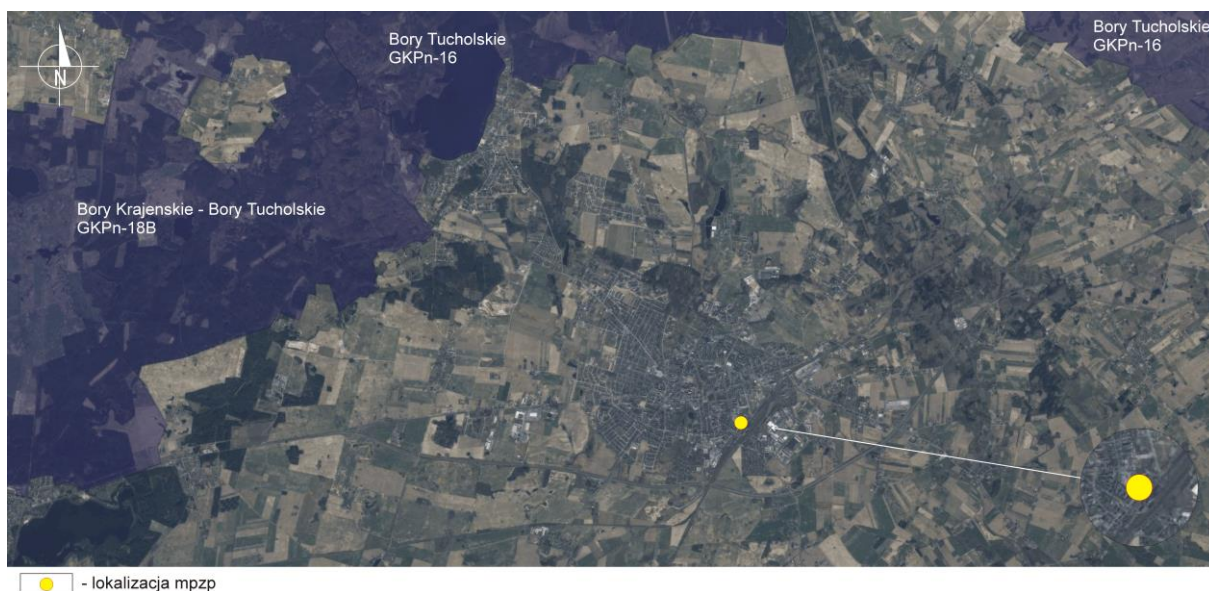 Bory Tucholskie
GKPn-16
Bory Tucholskie
GKPn-16
N
Bory Krajenskie - Bory Tucholskie
GKPn-18B
- lokalizacja mpzp